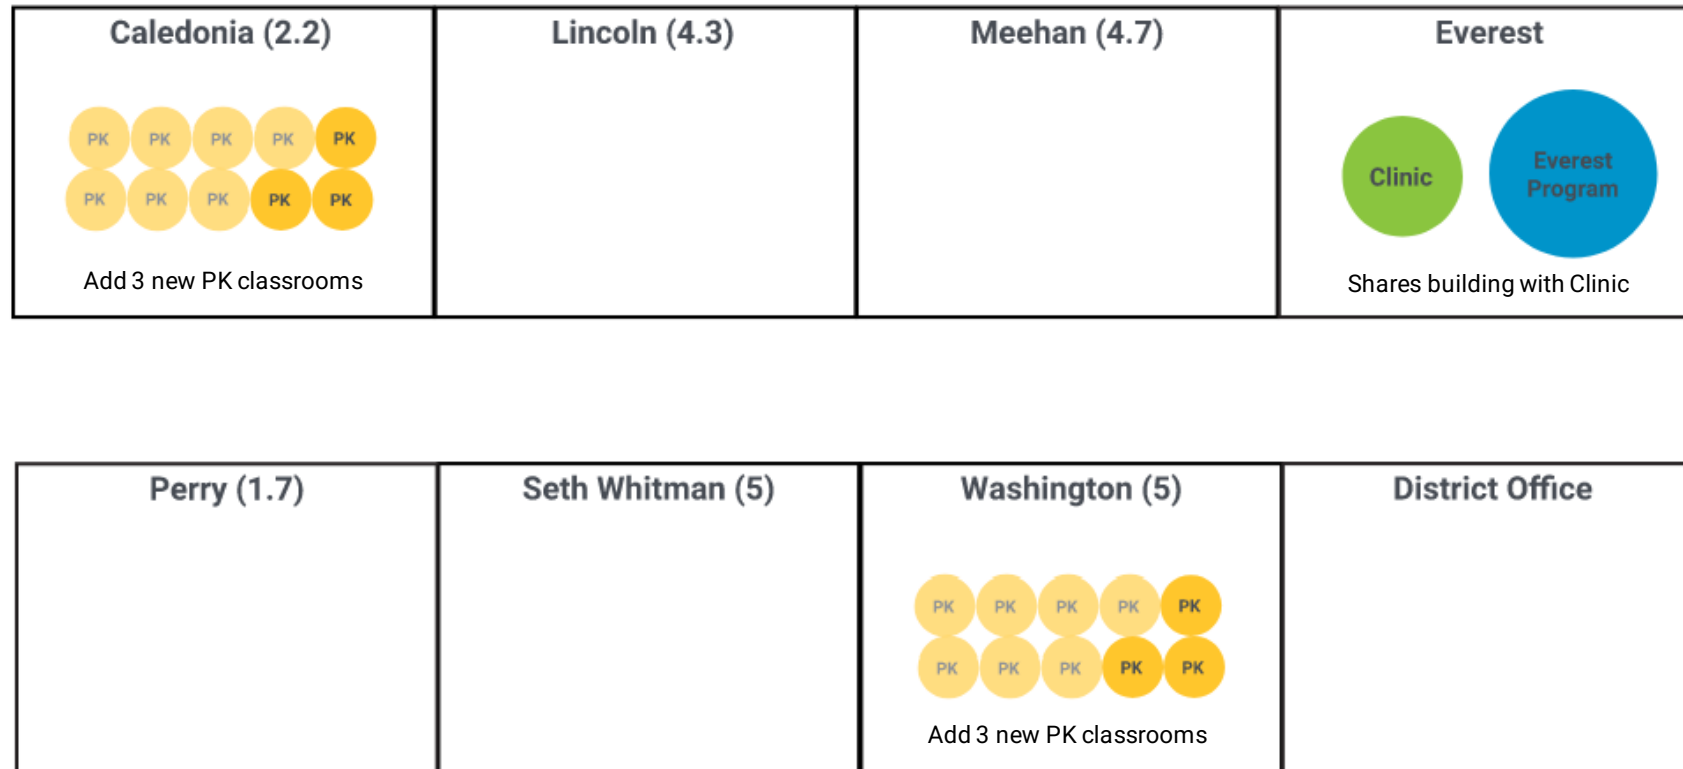 Caledonia (2.2)
Lincoln (4.3)
Meehan (4.7)
Everest
PK PK PK PK PK
PK PK PK PK PK
Add 3 new PK classrooms
Clinic
Everest
Program
Shares building with Clinic
Perry (1.7)
Seth Whitman (5)
Washington (5)
District Office
PK PK PK PK PK
PK PK PK PK PK
Add 3 new PK classrooms